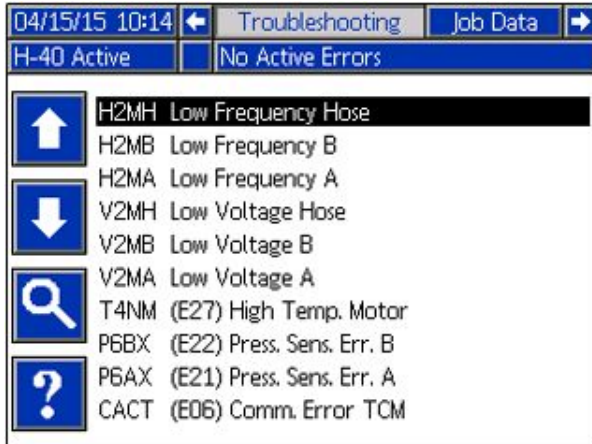 04/15/15 10:14 Troubleshooting Job Data
H-40 Active No Active Errors
H2MH Low Frequency Hose
H2MB Low Frequency B
H2MA Low Frequency A
V2MH Low Voltage Hose
V2MB Low Voltage B
V2MA Low Voltage A
T4NM (E27) High Temp. Motor
P6BX (E22) Press. Sens. Err. B
P6AX (E21) Press. Sens. Err. A
? CACT (E06) Comm. Error TCM